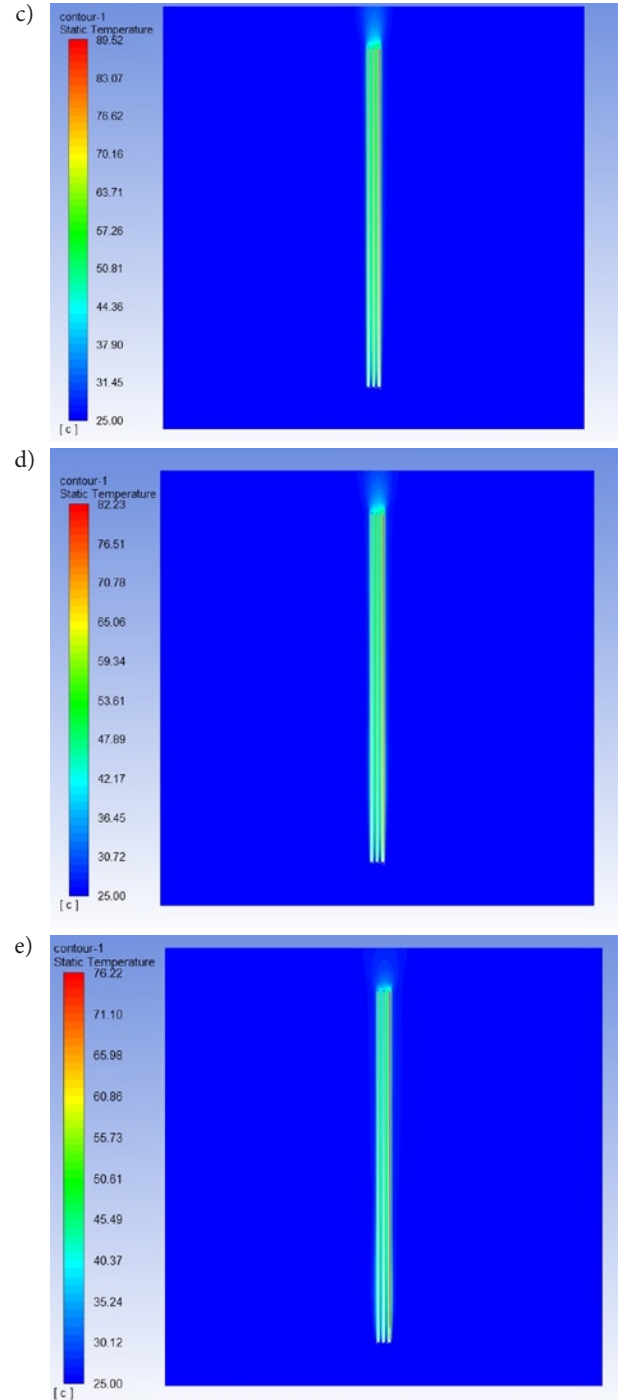 c)
contour-1
Static Temperature
89.52
83.07
76.62
70.16
63.71
57.26
50.81
44.36
37.90
31.45
25.00
[ c ]
d)
contour-1
Static Temperature
82.23
76.51
70.78
65.06
59.34
53.61
47.89
42.17
36.45
30.72
25.00
[ c ]
e)
contour-1
Static Temperature
76.22
71.10
65.98
60.86
55.73
50.61
45.49
40.37
35.24
30.12
25.00
[ c ]